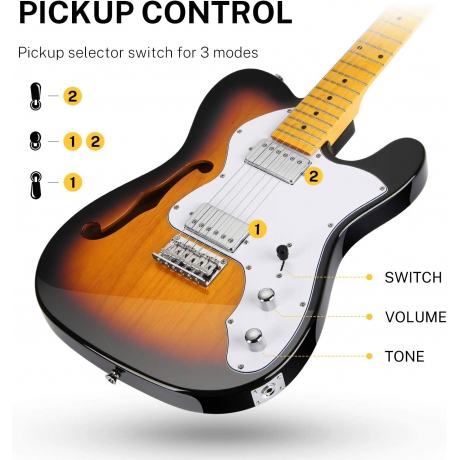 PICKUP CONTROL
Pickup selector switch for 3 modes
2
1 2
1
2
1
SWITCH
VOLUME
TONE